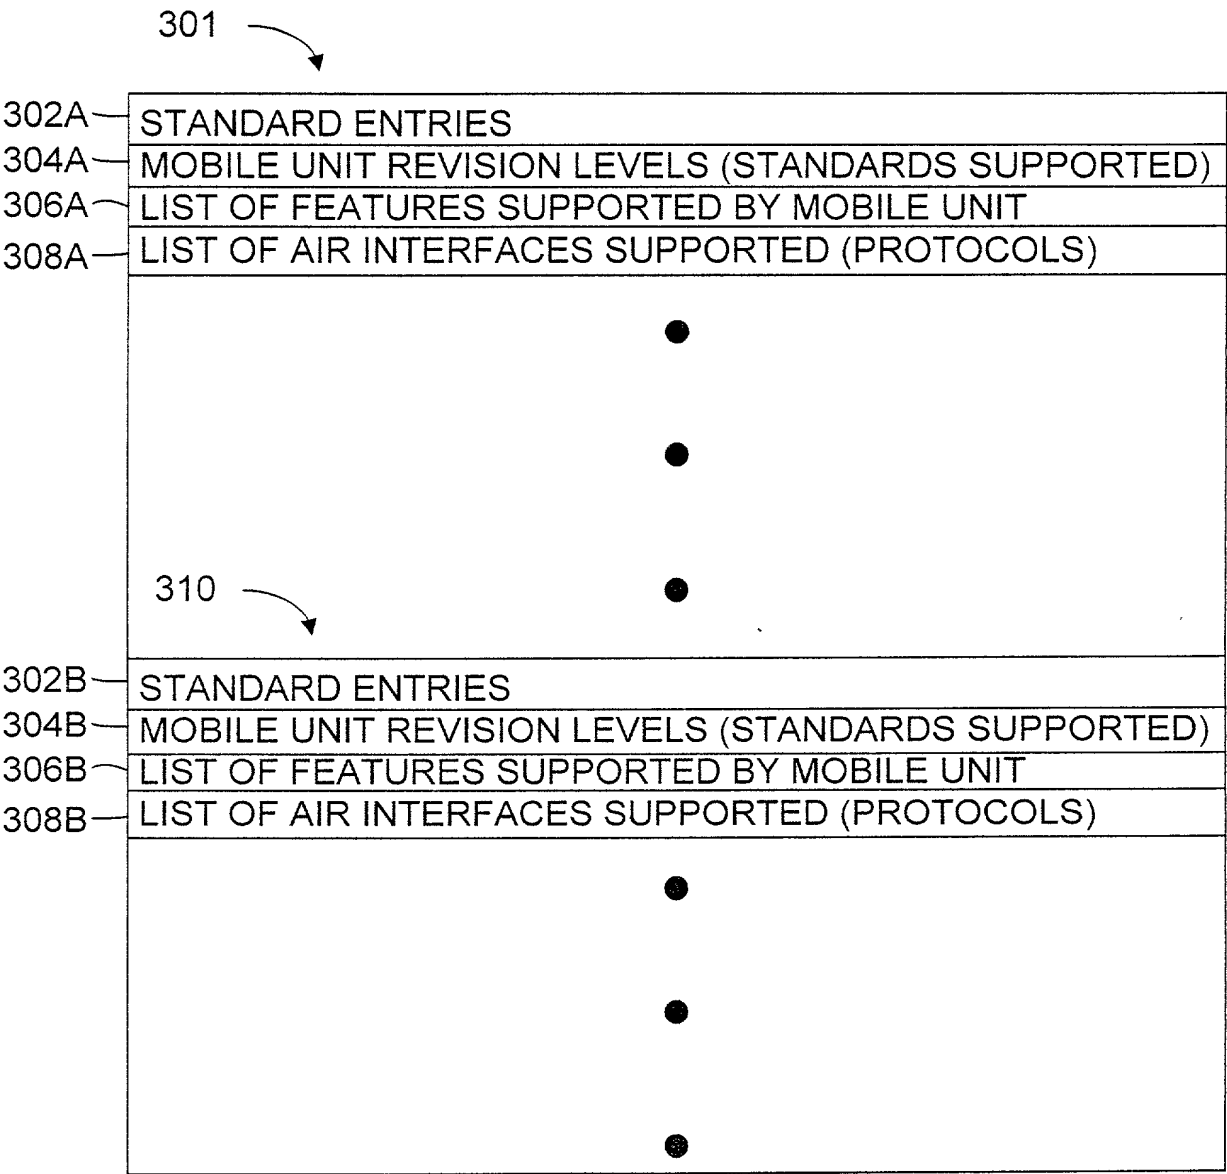 301
302A STANDARD ENTRIES
304A MOBILE UNIT REVISION LEVELS (STANDARDS SUPPORTED)
306A LIST OF FEATURES SUPPORTED BY MOBILE UNIT
308A LIST OF AIR INTERFACES SUPPORTED (PROTOCOLS)
310
302B STANDARD ENTRIES
304B MOBILE UNIT REVISION LEVELS (STANDARDS SUPPORTED)
306B LIST OF FEATURES SUPPORTED BY MOBILE UNIT
308B LIST OF AIR INTERFACES SUPPORTED (PROTOCOLS)